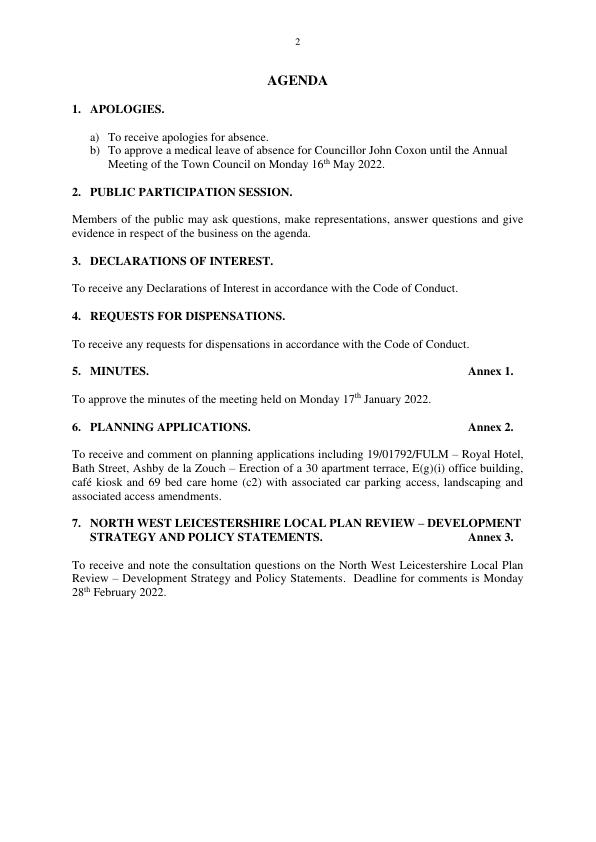 2
AGENDA
1. APOLOGIES.
a) To receive apologies for absence.
b) To approve a medical leave of absence for Councillor John Coxon until the Annual
Meeting of the Town Council on Monday 16th May 2022.
2. PUBLIC PARTICIPATION SESSION.
Members of the public may ask questions, make representations, answer questions and give
evidence in respect of the business on the agenda.
3. DECLARATIONS OF INTEREST.
To receive any Declarations of Interest in accordance with the Code of Conduct.
4. REQUESTS FOR DISPENSATIONS.
To receive any requests for dispensations in accordance with the Code of Conduct.
5. MINUTES. Annex 1.
To approve the minutes of the meeting held on Monday 17th January 2022.
6. PLANNING APPLICATIONS. Annex 2.
To receive and comment on planning applications including 19/01792/FULM – Royal Hotel,
Bath Street, Ashby de la Zouch – Erection of a 30 apartment terrace, E(g)(i) office building,
café kiosk and 69 bed care home (c2) with associated car parking access, landscaping and
associated access amendments.
7. NORTH WEST LEICESTERSHIRE LOCAL PLAN REVIEW – DEVELOPMENT
STRATEGY AND POLICY STATEMENTS. Annex 3.
To receive and note the consultation questions on the North West Leicestershire Local Plan
Review – Development Strategy and Policy Statements. Deadline for comments is Monday
28th February 2022.